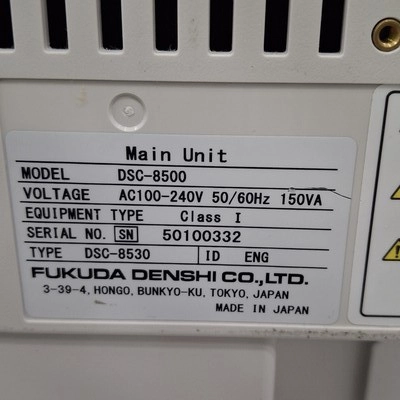 Main Unit
MODEL DSC-8500
VOLTAGE AC100-240V 50/60Hz 150VA
EQUIPMENT TYPE Class I
SERIAL NO. SN 50100332
TYPE DSC-8530 ID ENG
FUKUDA DENSHI CO.,LTD.
3-39-4, HONGO, BUNKYO-KU, TOKYO, JAPAN
MADE IN JAPAN